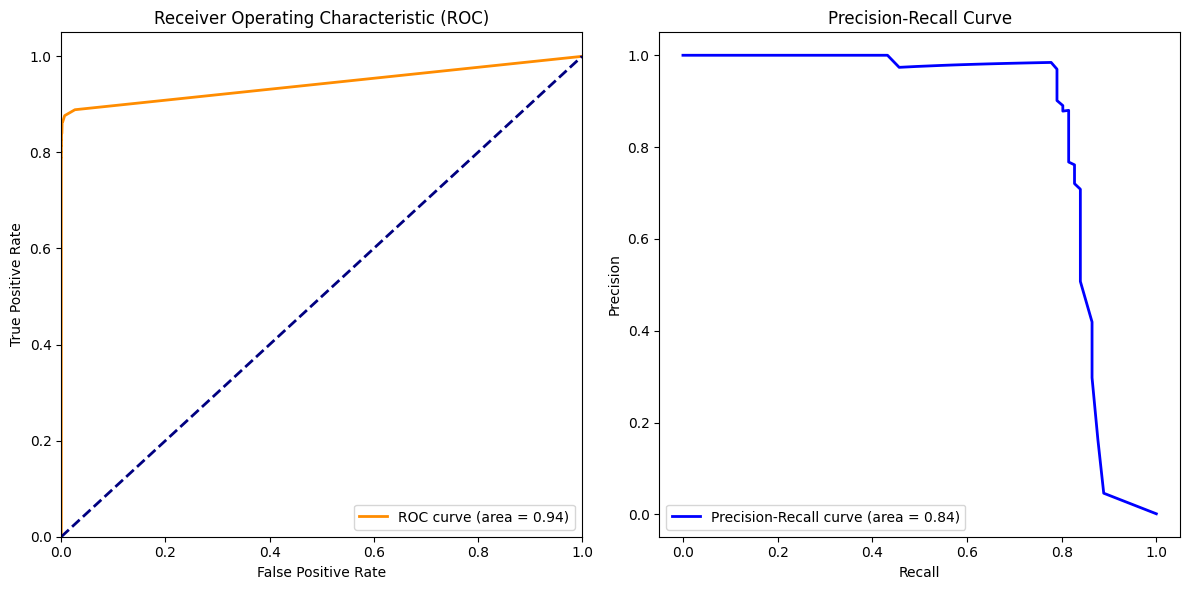 Receiver Operating Characteristic (ROC)
1.0
0.8
0.6
0.4
0.2
0.0
True Positive Rate
0.0 0.2 0.4 0.6 0.8 1.0
False Positive Rate
ROC curve (area = 0.94)
Precision-Recall Curve
1.0
0.8
0.6
0.4
0.2
0.0
Precision
0.0 0.2 0.4 0.6 0.8 1.0
Recall
Precision-Recall curve (area = 0.84)